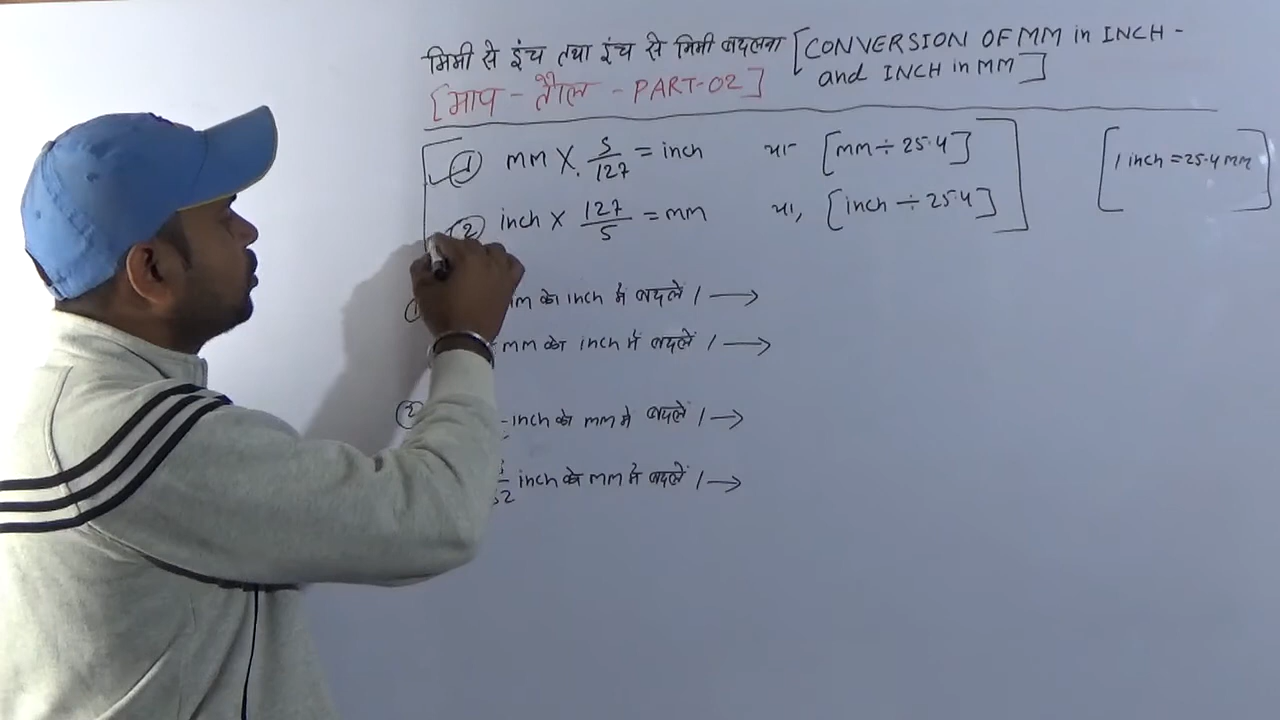 मिमी से इंच तथा इंच से मिमी बदलना [CONVERSION OF MM in INCH -
and INCH in MM]
[माप - तौल - PART-02]
① mm × 5/127 = inch या [mm ÷ 25.4] [1 inch = 25.4 mm]
② inch × 127/5 = mm या, [inch ÷ 25.4]
① को inch में बदलें / →
mm को inch में बदलें / →
② inch को mm में बदलें / →
inch को mm में बदलें / →